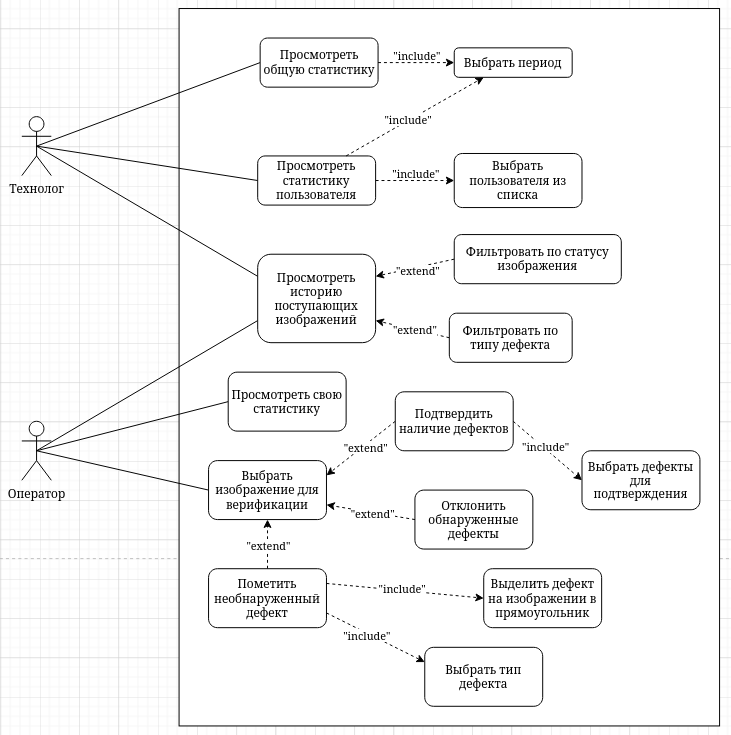 Просмотреть
общую статистику
"include"
Выбрать период
"include"
Технолог
Просмотреть
статистику
пользователя
"include"
Выбрать
пользователя из
списка
Просмотреть
историю
поступающих
изображений
"extend"
Фильтровать по статусу
изображения
"extend"
Фильтровать по
типу дефекта
Оператор
Просмотреть свою
статистику
Подтвердить
наличие дефектов
"extend"
"include"
Выбрать дефекты
для
подтверждения
Выбрать
изображение для
верификации
"extend"
Отклонить
обнаруженные
дефекты
"extend"
Пометить
необнаруженный
дефект
"include"
Выделить дефект
на изображении в
прямоугольник
"include"
Выбрать тип
дефекта